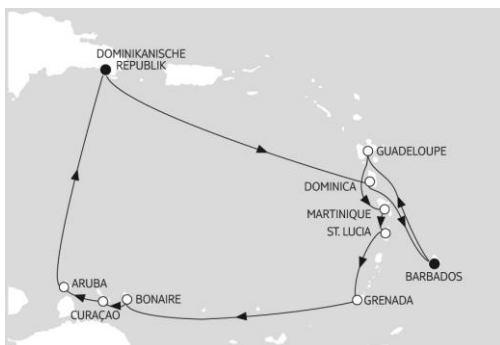 DOMINIKANISCHE
REPUBLIK
GUADELOUPE
DOMINICA
MARTINIQUE
ST. LUCIA
BARBADOS
ARUBA
BONAIRE
GRENADA
CURAÇAO